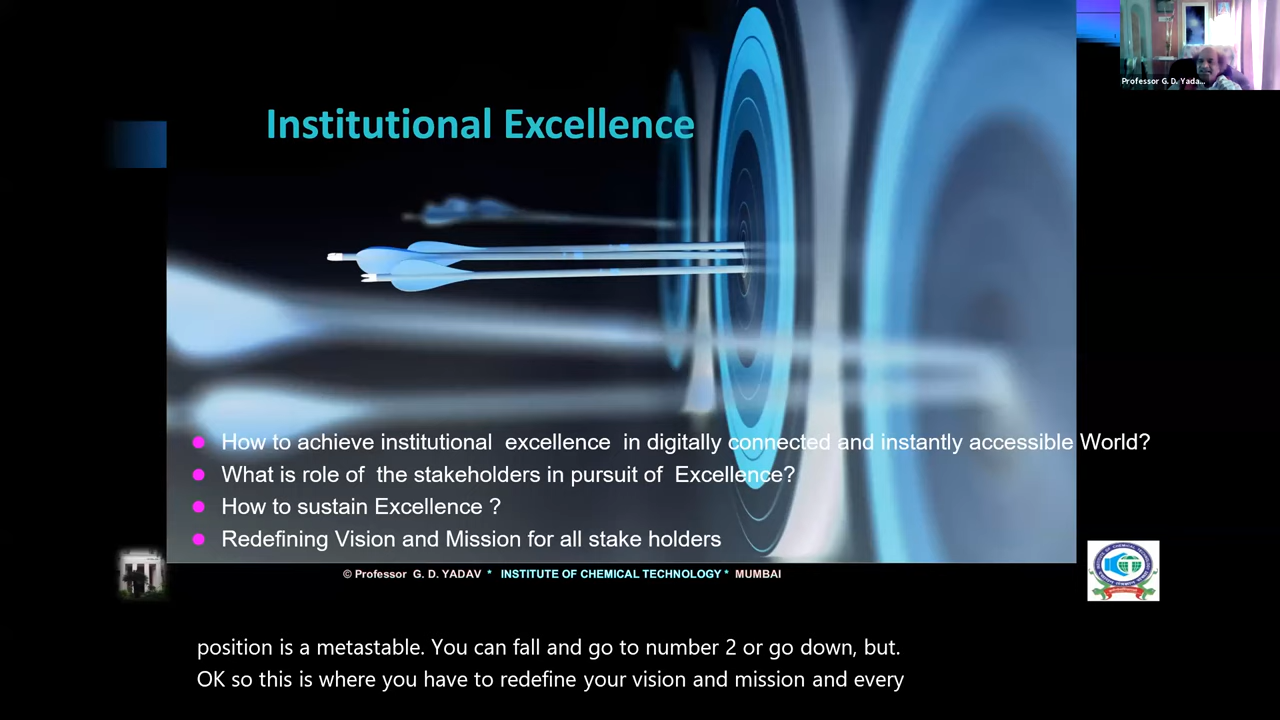 Professor G. D. Yada...
Institutional Excellence
How to achieve institutional excellence in digitally connected and instantly accessible World?
What is role of the stakeholders in pursuit of Excellence?
How to sustain Excellence ?
Redefining Vision and Mission for all stake holders
© Professor G. D. YADAV * INSTITUTE OF CHEMICAL TECHNOLOGY * MUMBAI
position is a metastable. You can fall and go to number 2 or go down, but.
OK so this is where you have to redefine your vision and mission and every